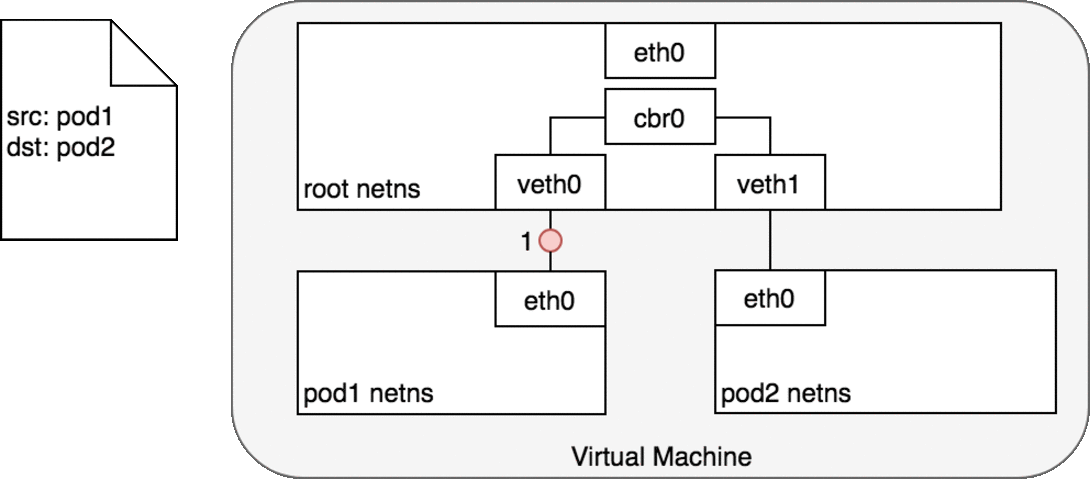 src: pod1
dst: pod2
eth0
cbr0
root netns
veth0
veth1
1
eth0
eth0
pod1 netns
pod2 netns
Virtual Machine